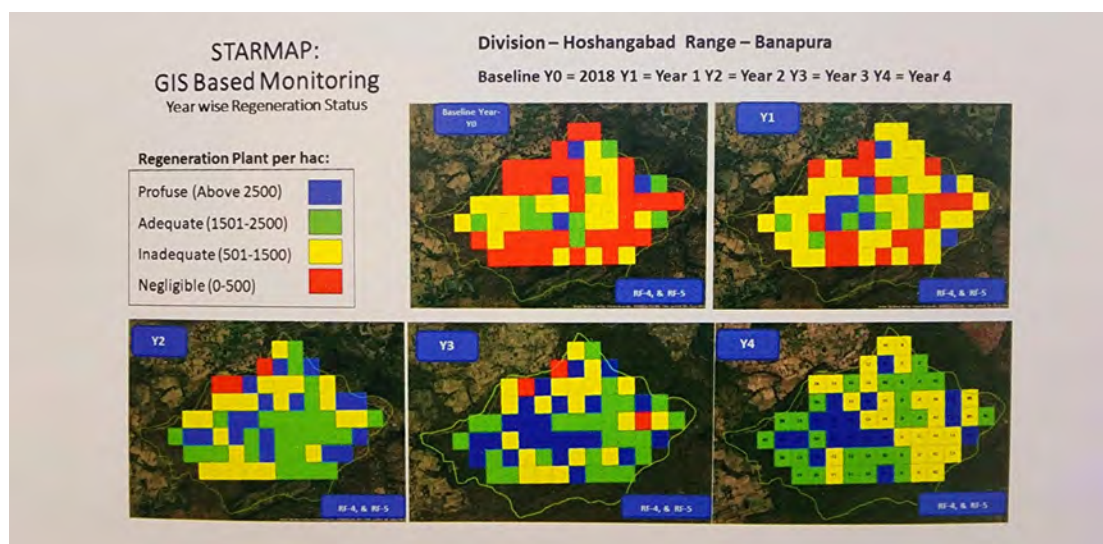 STARMAP:
GIS Based Monitoring
Year wise Regeneration Status
Division – Hoshangabad Range – Banapura
Baseline Y0 = 2018 Y1 = Year 1 Y2 = Year 2 Y3 = Year 3 Y4 = Year 4
Regeneration Plant per hac:
Profuse (Above 2500)
Adequate (1501-2500)
Inadequate (501-1500)
Negligible (0-500)
Baseline Year-
Y0
RF-4, & RF-5
Y1
RF-4, & RF-5
Y2
RF-4, & RF-5
Y3
RF-4, & RF-5
Y4
RF-4, & RF-5